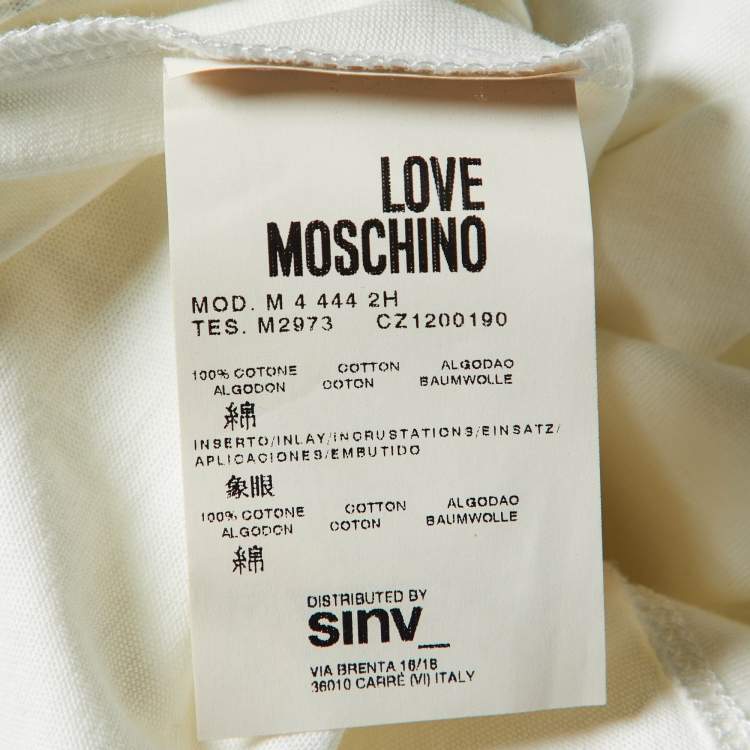 LOVE
MOSCHINO
MOD. M 4 444 2H
TES. M2973 CZ1200190
100% COTONE COTTON ALGODAO
ALGODON COTON BAUMWOLLE
綿
INSERTO/INLAY/INCRUSTATIONS/EINSATZ/
APLICACIONES/EMBUTIDO
象眼
100% COTONE COTTON ALGODAO
ALGODON COTON BAUMWOLLE
綿
DISTRIBUTED BY
sinv_
VIA BRENTA 16/18
36010 CARRÈ (VI) ITALY